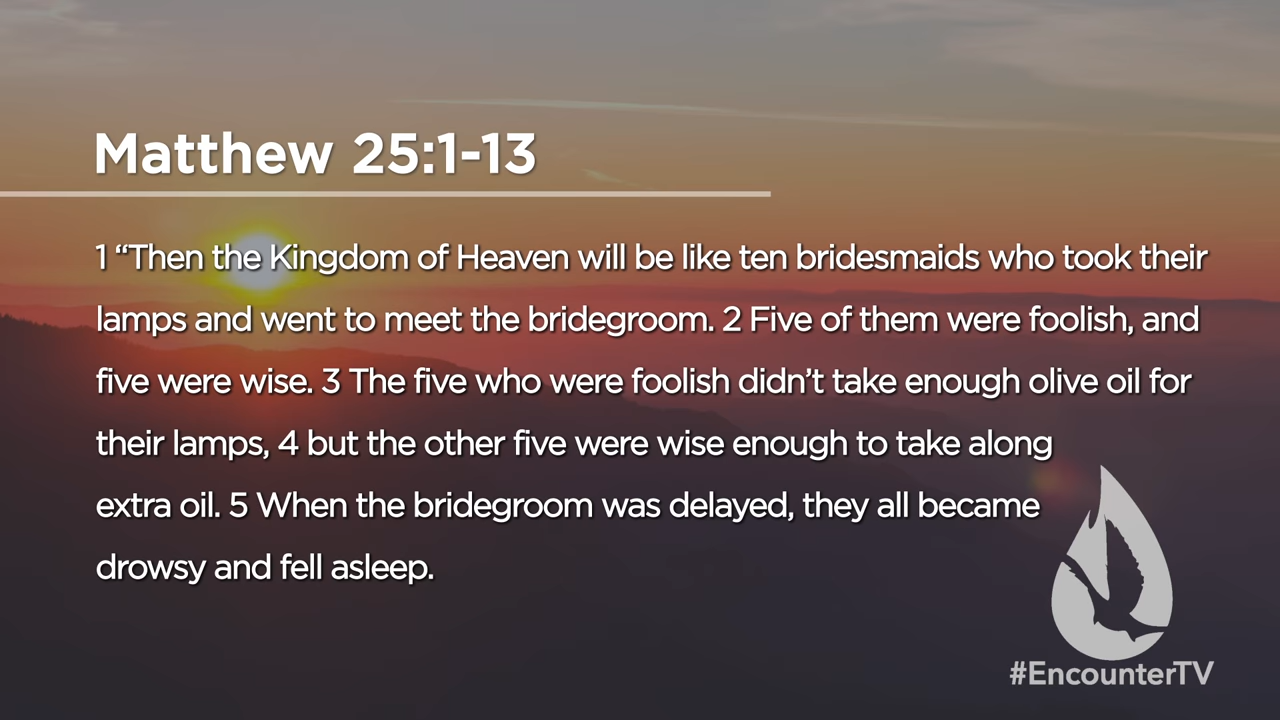 Matthew 25:1-13
1 “Then the Kingdom of Heaven will be like ten bridesmaids who took their
lamps and went to meet the bridegroom. 2 Five of them were foolish, and
five were wise. 3 The five who were foolish didn’t take enough olive oil for
their lamps, 4 but the other five were wise enough to take along
extra oil. 5 When the bridegroom was delayed, they all became
drowsy and fell asleep.
#EncounterTV